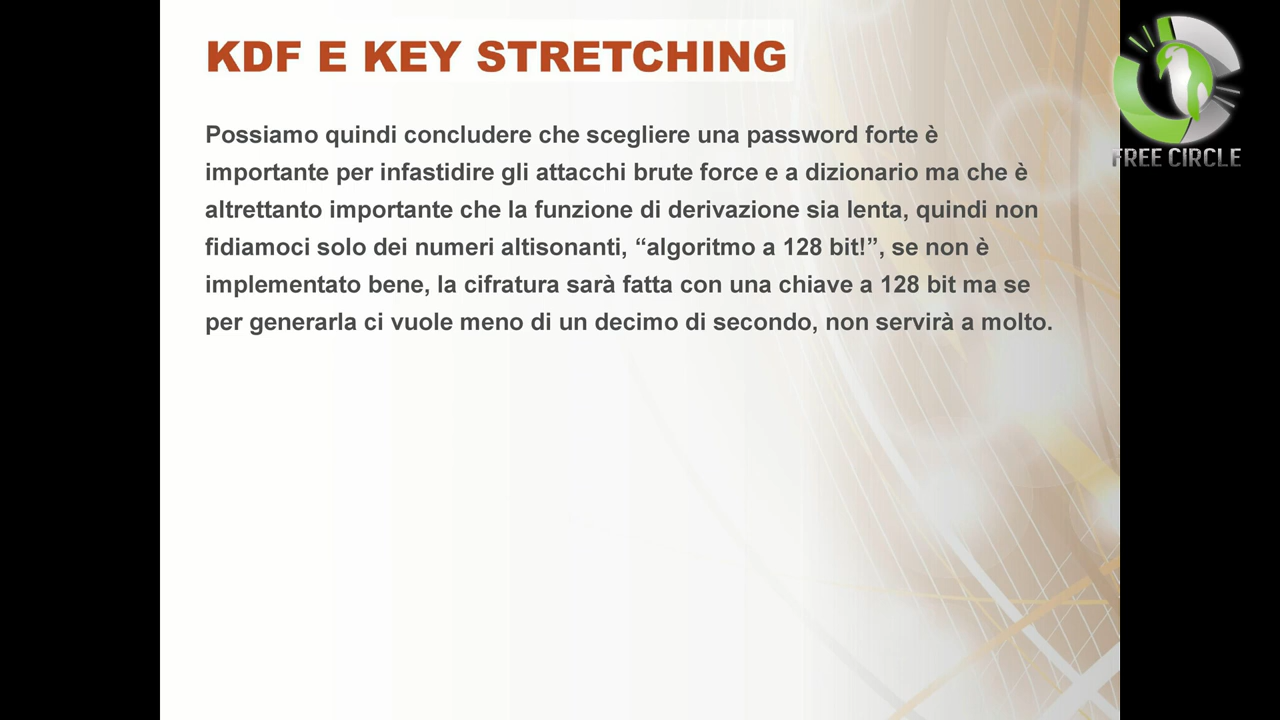 KDF E KEY STRETCHING
Possiamo quindi concludere che scegliere una password forte è
importante per infastidire gli attacchi brute force e a dizionario ma che è
altrettanto importante che la funzione di derivazione sia lenta, quindi non
fidiamoci solo dei numeri altisonanti, “algoritmo a 128 bit!”, se non è
implementato bene, la cifratura sarà fatta con una chiave a 128 bit ma se
per generarla ci vuole meno di un decimo di secondo, non servirà a molto.
FREE CIRCLE